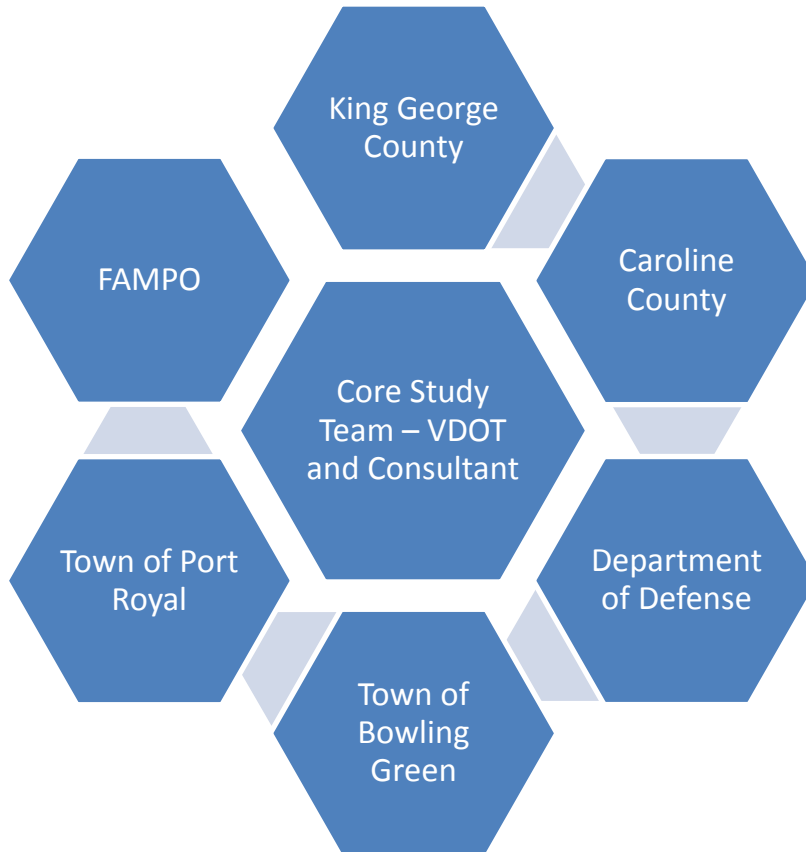 King George
County
FAMPO
Caroline
County
Core Study
Team – VDOT
and Consultant
Town of Port
Royal
Department
of Defense
Town of
Bowling
Green